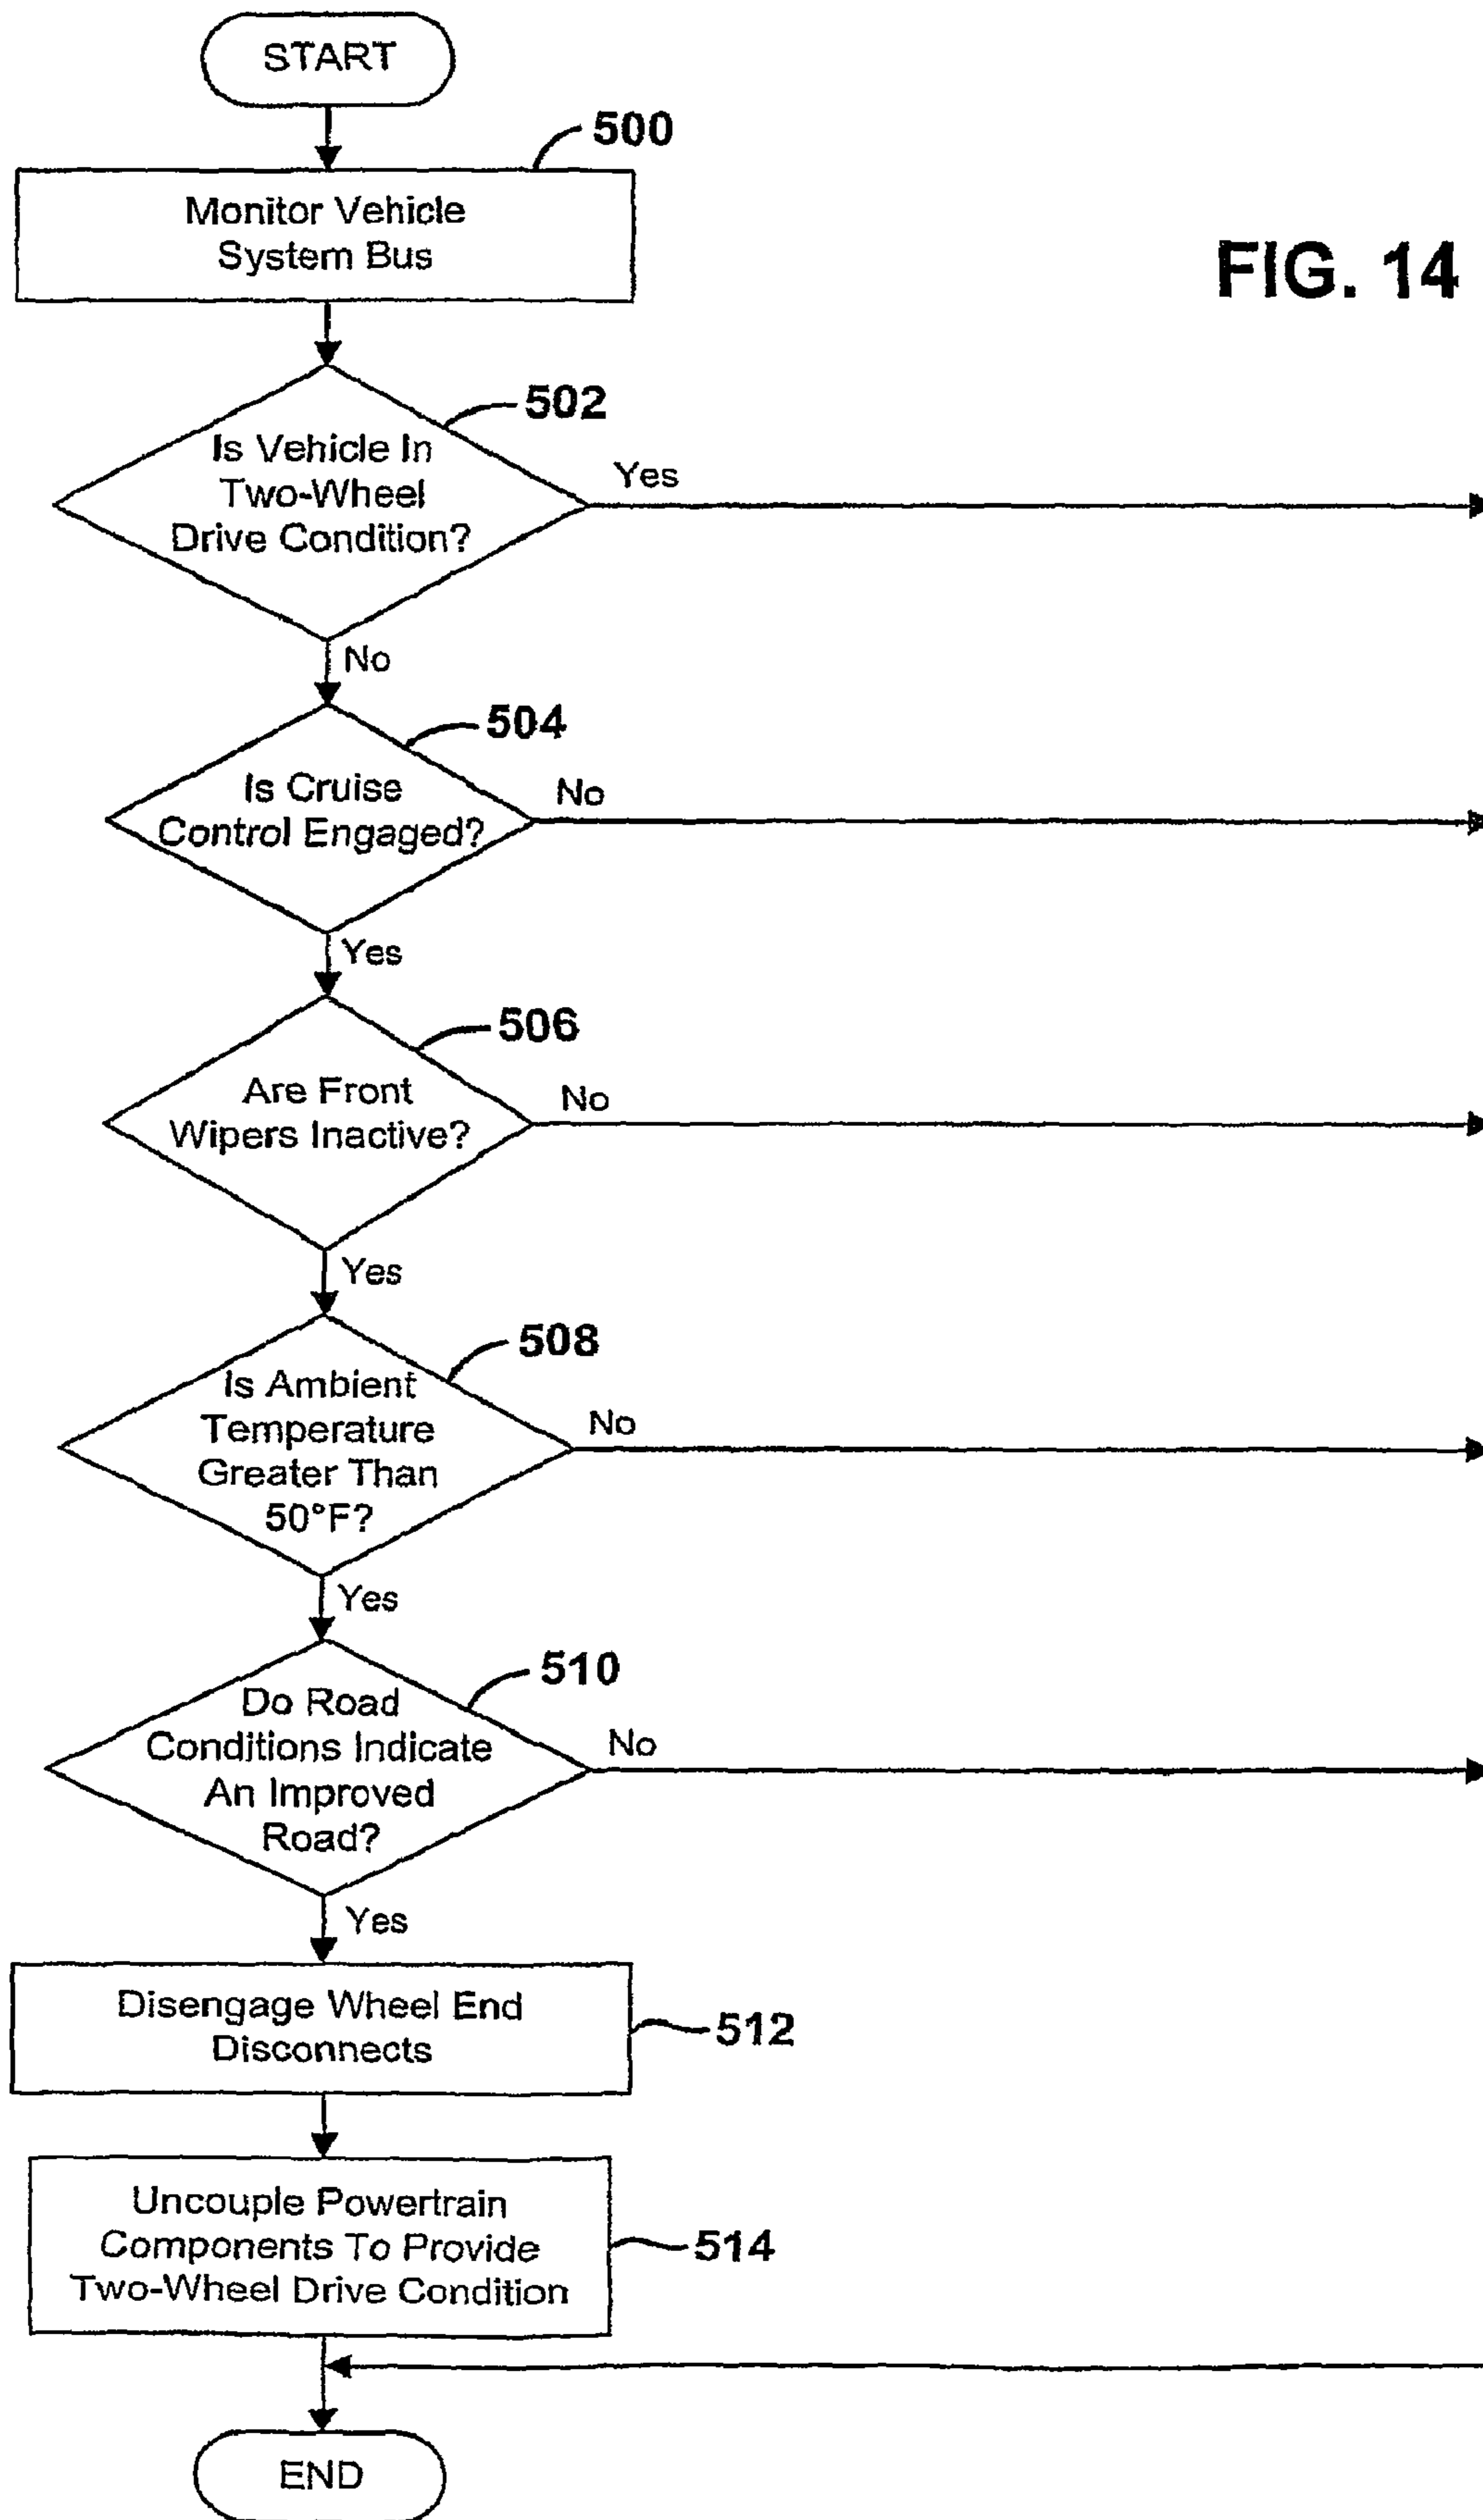 START
500
Monitor Vehicle
System Bus
FIG. 14
502
Is Vehicle In
Two-Wheel
Drive Condition?
Yes
No
504
Is Cruise
Control Engaged?
No
Yes
506
Are Front
Wipers Inactive?
No
Yes
508
Is Ambient
Temperature
Greater Than
50°F?
No
Yes
510
Do Road
Conditions Indicate
An Improved
Road?
No
Yes
Disengage Wheel End
Disconnects
512
Uncouple Powertrain
Components To Provide
Two-Wheel Drive Condition
514
END